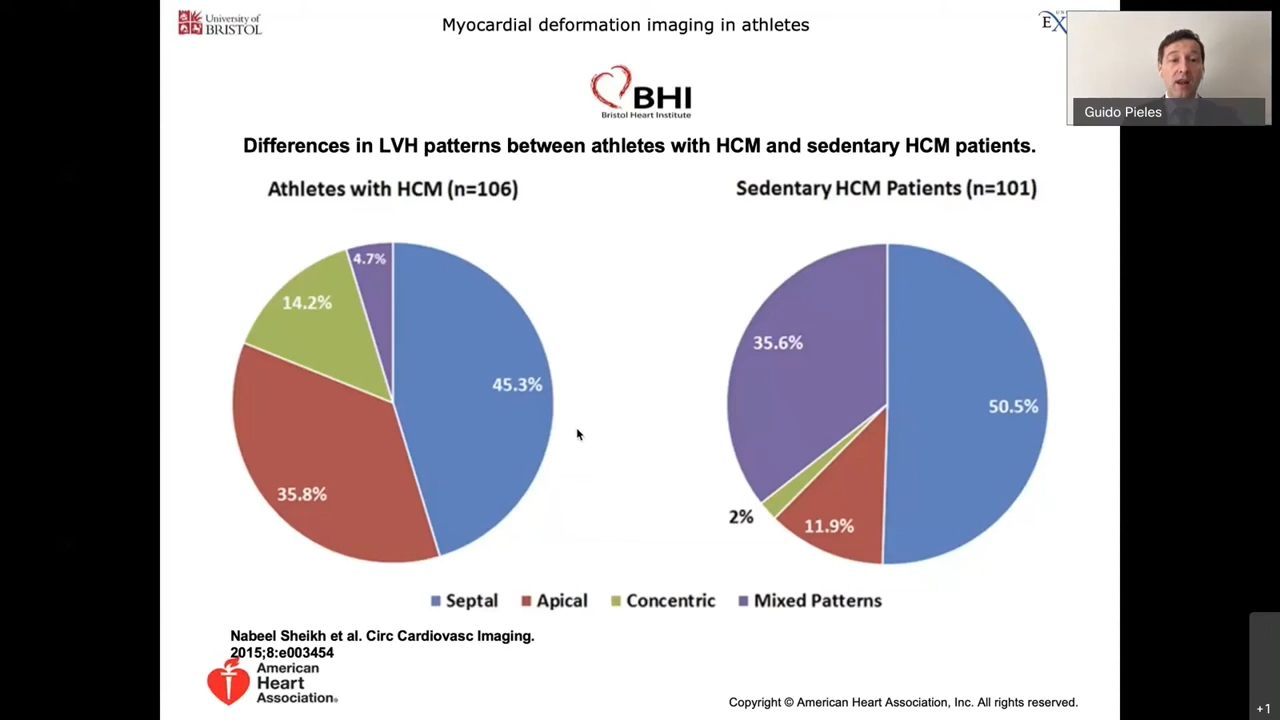 University of
BRISTOL
Myocardial deformation imaging in athletes
EX
Guido Pieles
BHI
Bristol Heart Institute
Differences in LVH patterns between athletes with HCM and sedentary HCM patients.
Athletes with HCM (n=106)
Sedentary HCM Patients (n=101)
4.7%
14.2%
45.3%
35.8%
35.6%
50.5%
2%
11.9%
Septal
Apical
Concentric
Mixed Patterns
Nabeel Sheikh et al. Circ Cardiovasc Imaging.
2015;8:e003454
American
Heart
Association®
Copyright © American Heart Association, Inc. All rights reserved.
+1